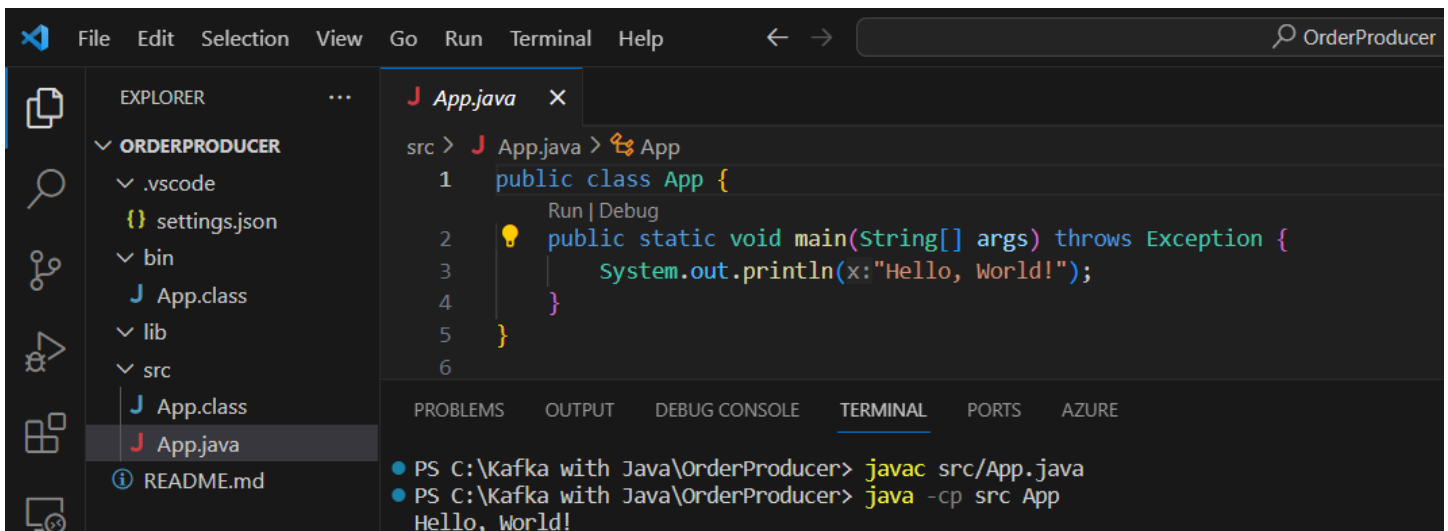 File Edit Selection View Go Run Terminal Help ← → OrderProducer
EXPLORER ...
ORDERPRODUCER
.vscode
{} settings.json
bin
J App.class
lib
src
J App.class
J App.java
README.md
J App.java ×
src > J App.java > App
1 public class App {
Run | Debug
2 public static void main(String[] args) throws Exception {
3 System.out.println(x:"Hello, World!");
4 }
5 }
6
PROBLEMS OUTPUT DEBUG CONSOLE TERMINAL PORTS AZURE
PS C:\Kafka with Java\OrderProducer> javac src/App.java
PS C:\Kafka with Java\OrderProducer> java -cp src App
Hello, World!